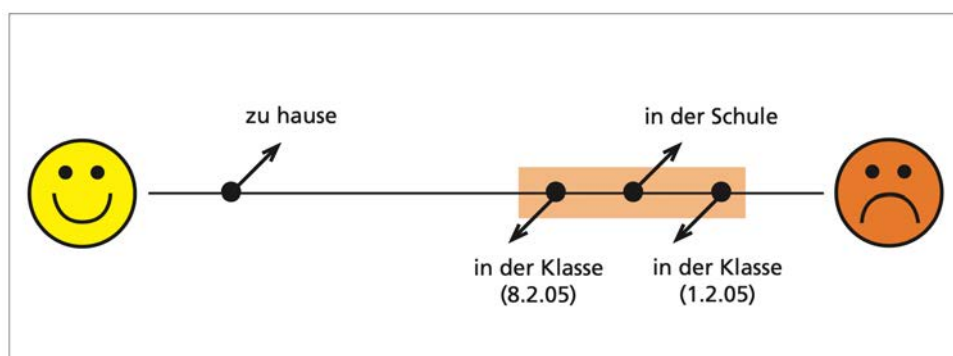 zu hause
in der Schule
in der Klasse
(8.2.05)
in der Klasse
(1.2.05)